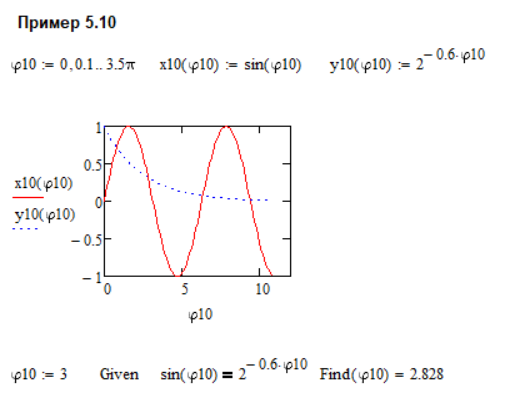 Пример 5.10
φ10 := 0, 0.1.. 3.5π x10(φ10) := sin(φ10) y10(φ10) := 2^(-0.6·φ10)
1
0.5
x10(φ10)
0
y10(φ10)
-0.5
-1
0 5 10
φ10
φ10 := 3 Given sin(φ10) = 2^(-0.6·φ10) Find(φ10) = 2.828